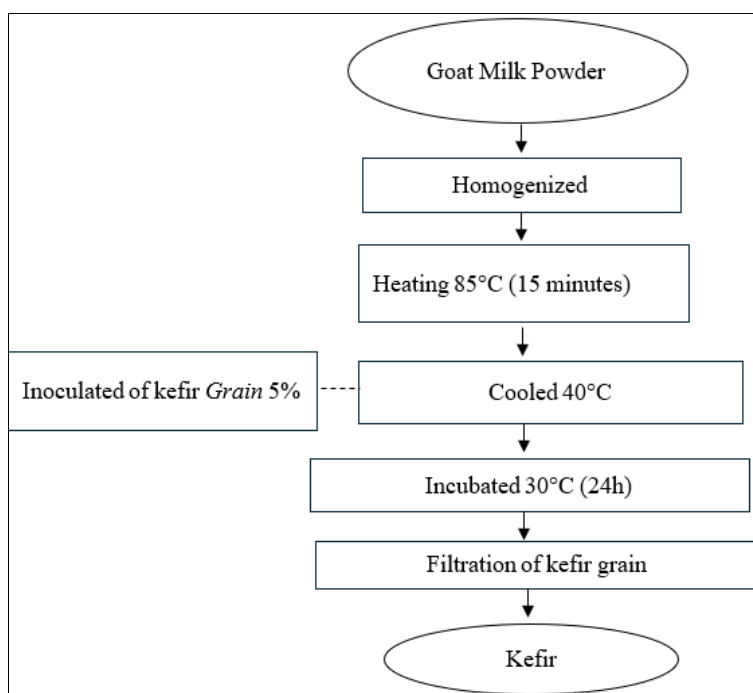 Goat Milk Powder
Homogenized
Heating 85°C (15 minutes)
Inoculated of kefir Grain 5%
Cooled 40°C
Incubated 30°C (24h)
Filtration of kefir grain
Kefir